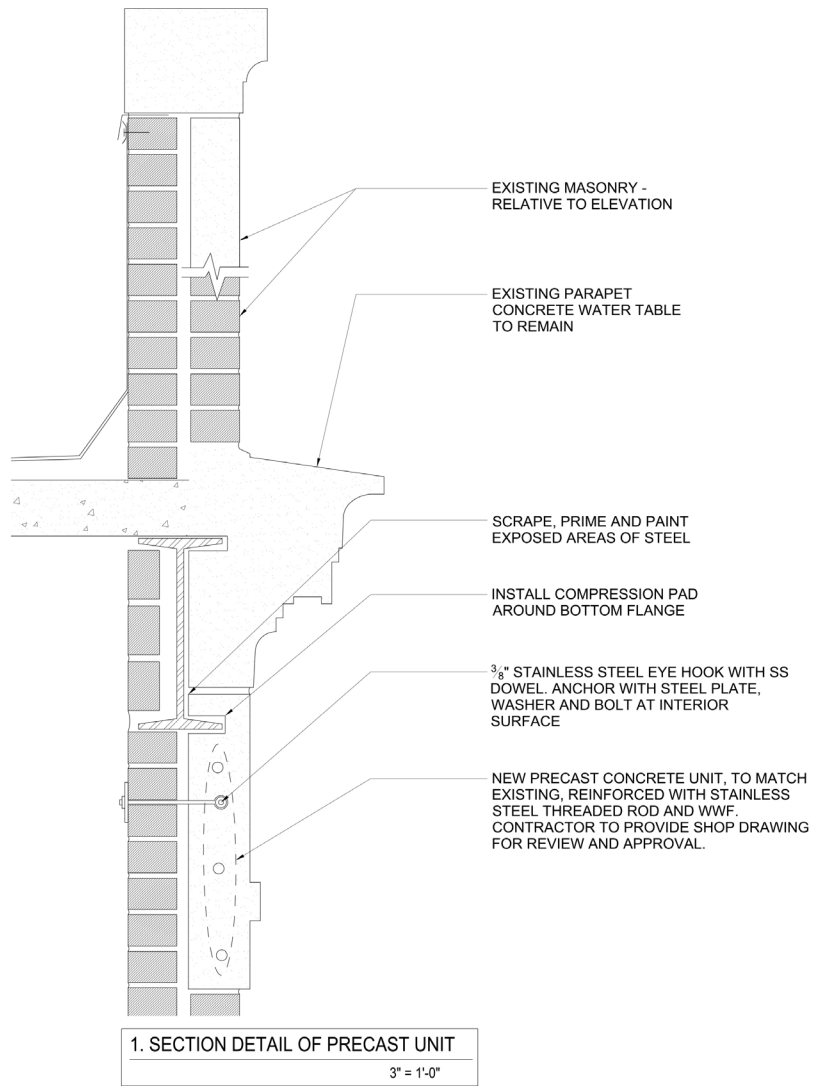 EXISTING MASONRY -
RELATIVE TO ELEVATION
EXISTING PARAPET
CONCRETE WATER TABLE
TO REMAIN
SCRAPE, PRIME AND PAINT
EXPOSED AREAS OF STEEL
INSTALL COMPRESSION PAD
AROUND BOTTOM FLANGE
3/8" STAINLESS STEEL EYE HOOK WITH SS
DOWEL. ANCHOR WITH STEEL PLATE,
WASHER AND BOLT AT INTERIOR
SURFACE
NEW PRECAST CONCRETE UNIT, TO MATCH
EXISTING, REINFORCED WITH STAINLESS
STEEL THREADED ROD AND WWF.
CONTRACTOR TO PROVIDE SHOP DRAWING
FOR REVIEW AND APPROVAL.
1. SECTION DETAIL OF PRECAST UNIT
3" = 1'-0"